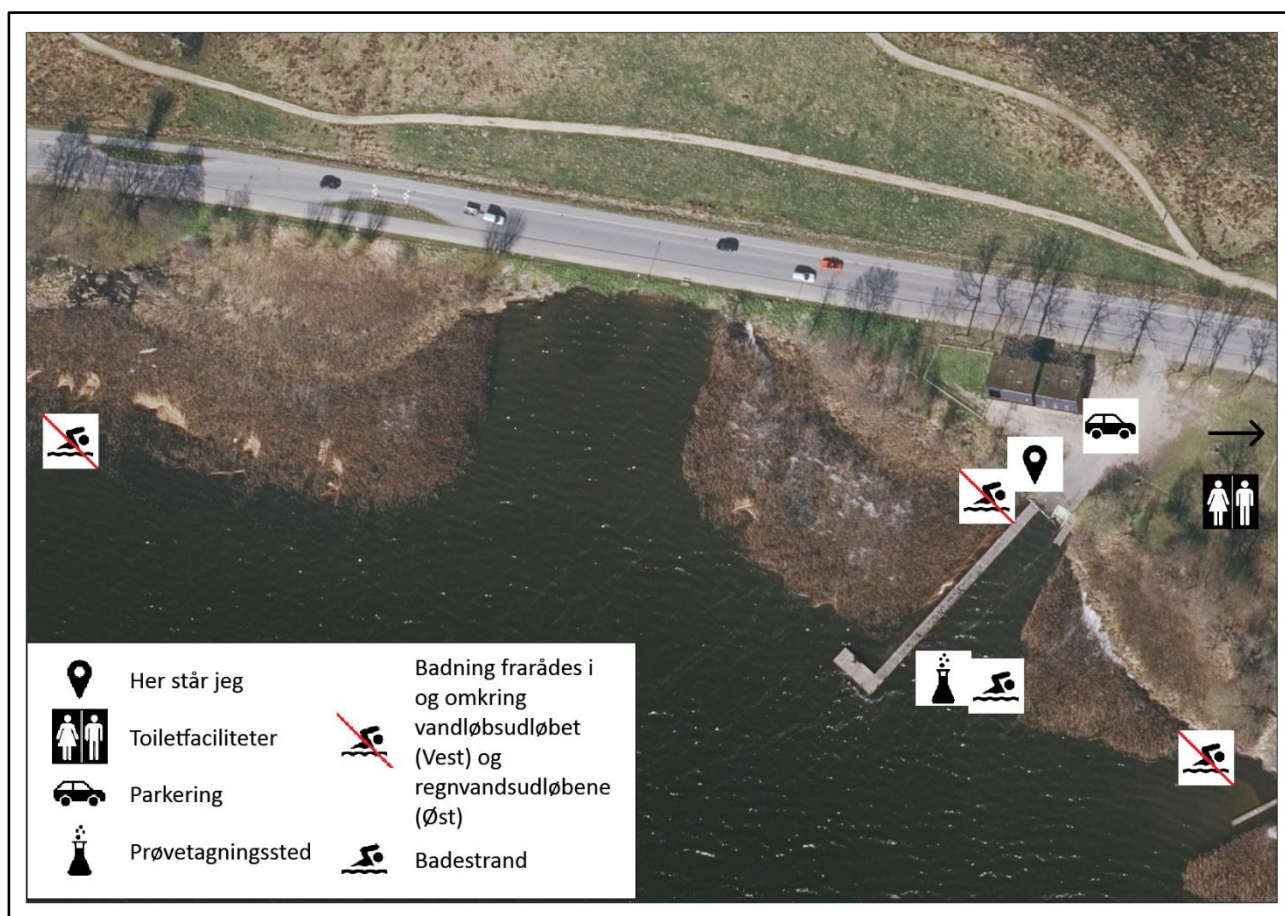 Her står jeg
Toiletfaciliteter
Parkering
Prøvetagningssted
Badning frarådes i
og omkring
vandløbsudløbet
(Vest) og
regnvandsudløbene
(Øst)
Badestrand